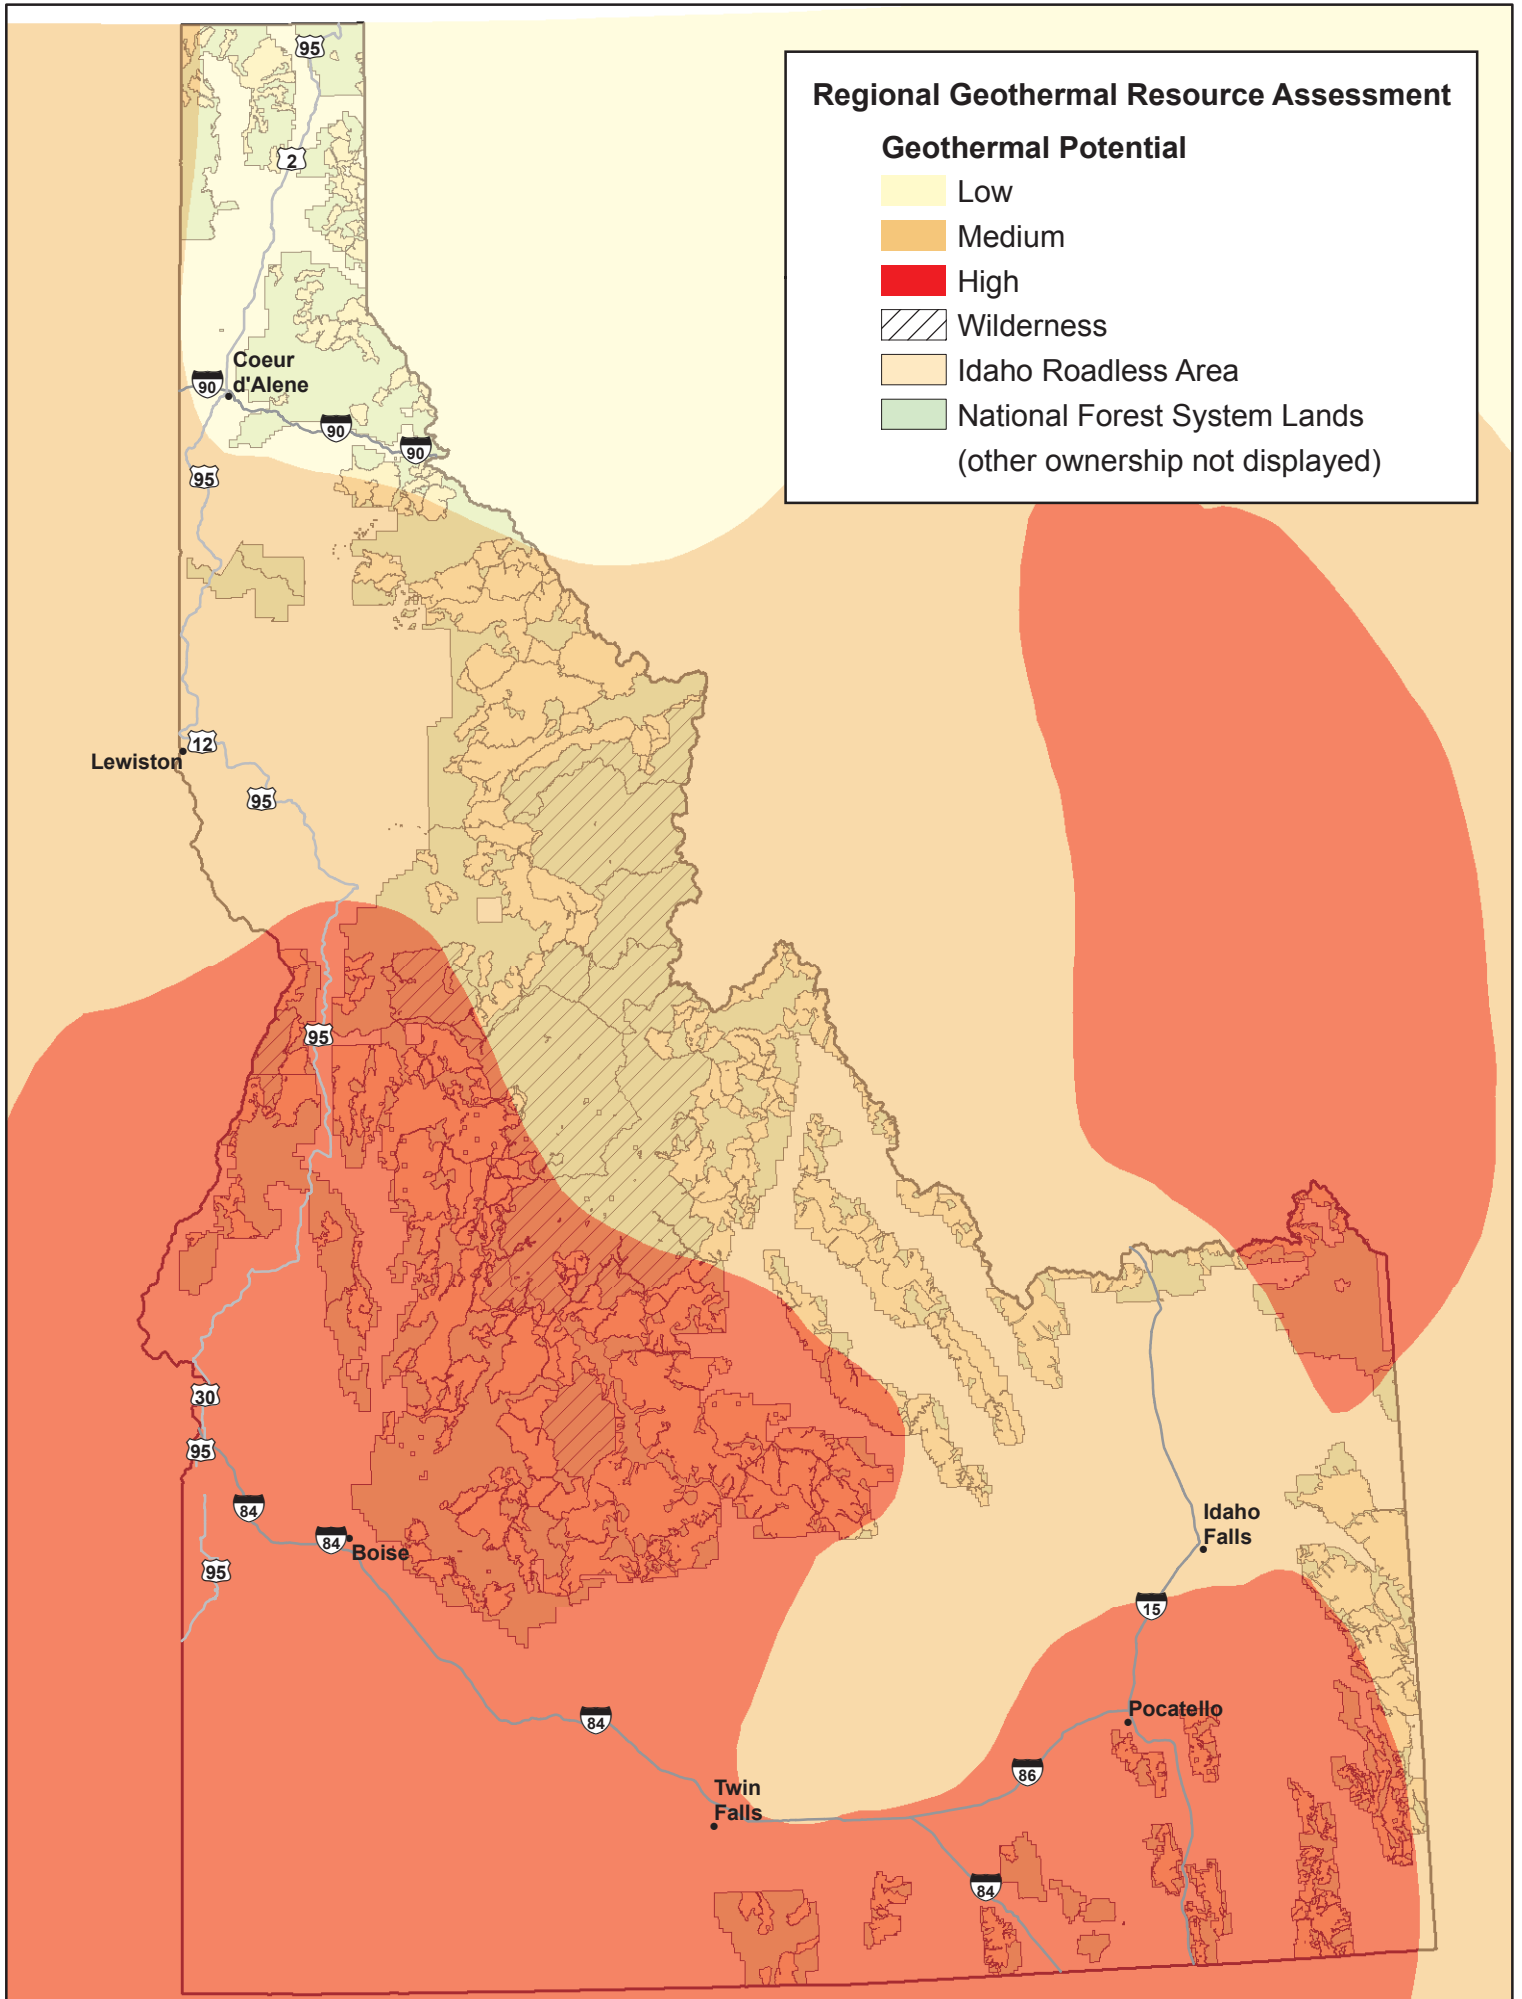 Regional Geothermal Resource Assessment
Geothermal Potential
Low
Medium
High
Wilderness
Idaho Roadless Area
National Forest System Lands
(other ownership not displayed)
95
2
Coeur
d'Alene
90
90
90
95
12
Lewiston
95
95
30
95
84
84
Boise
95
Idaho
Falls
15
84
Pocatello
86
Twin
Falls
84